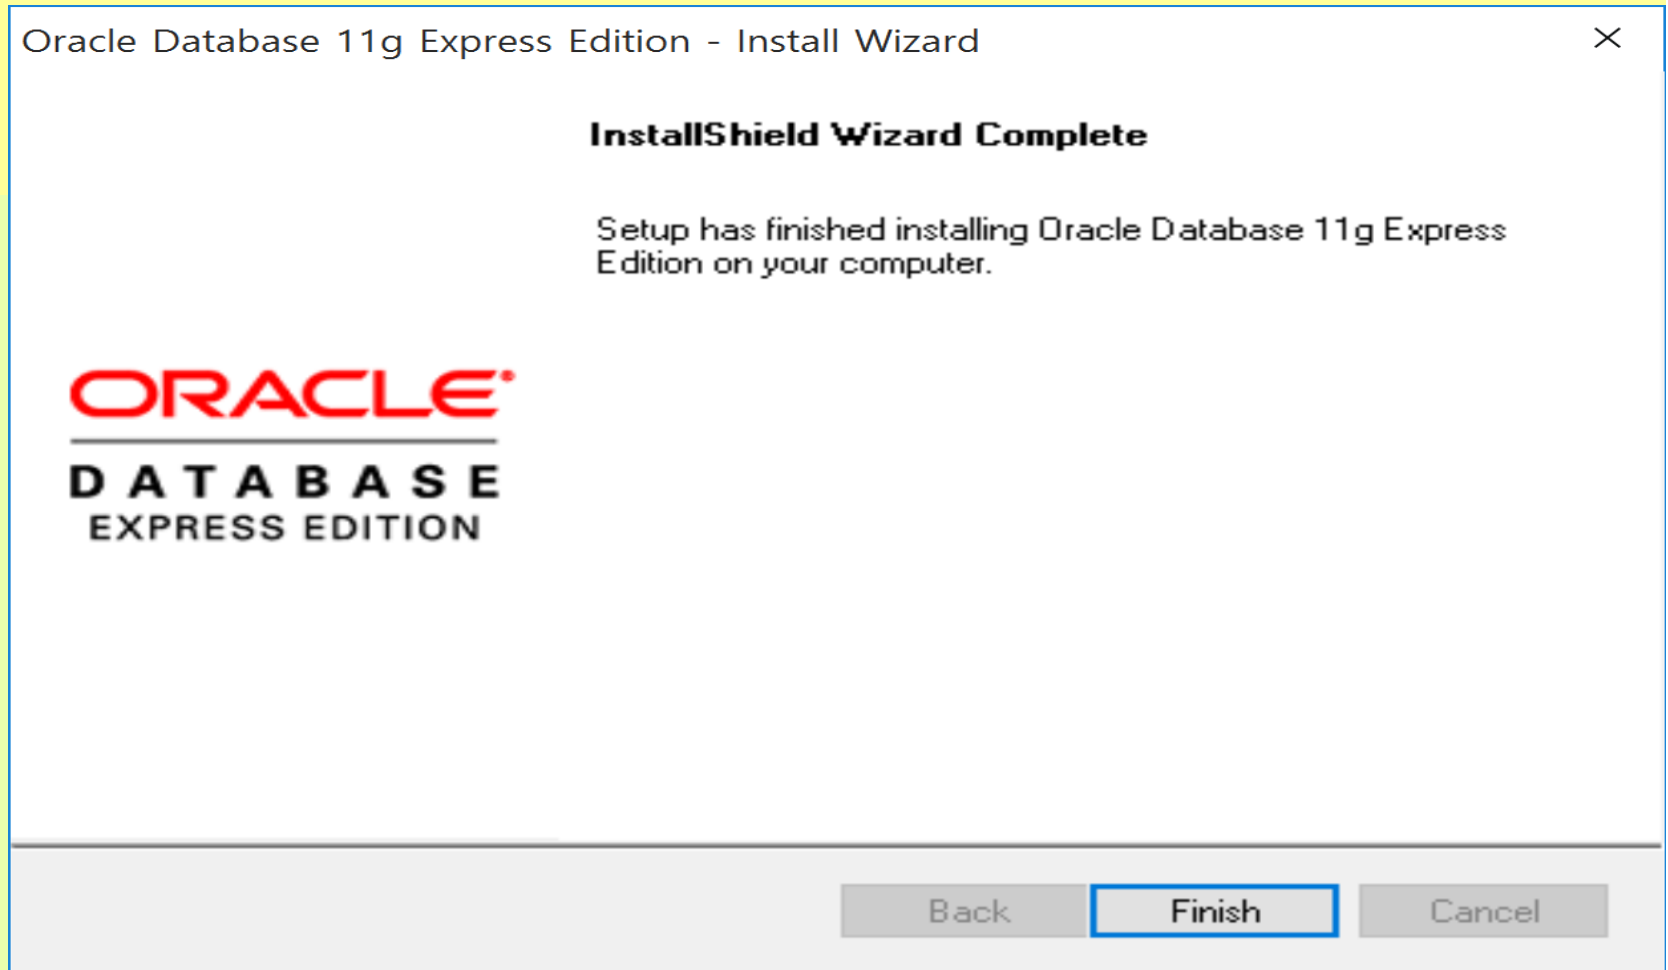 Oracle Database 11g Express Edition - Install Wizard
InstallShield Wizard Complete
Setup has finished installing Oracle Database 11g Express
Edition on your computer.
ORACLE®
DATABASE
EXPRESS EDITION
Back
Finish
Cancel